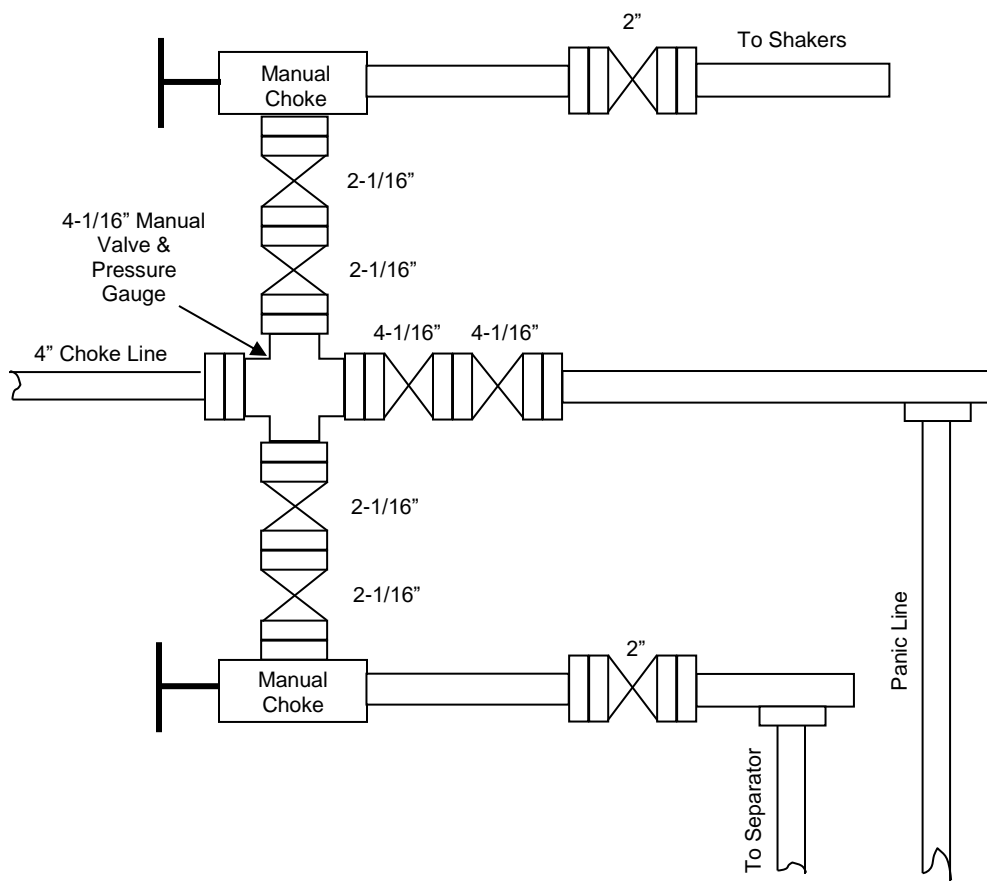 2”
To Shakers
Manual
Choke
2-1/16”
4-1/16” Manual
Valve &
Pressure
Gauge
2-1/16”
4-1/16”
4-1/16”
4” Choke Line
2-1/16”
2-1/16”
2”
Manual
Choke
Panic Line
To Separator